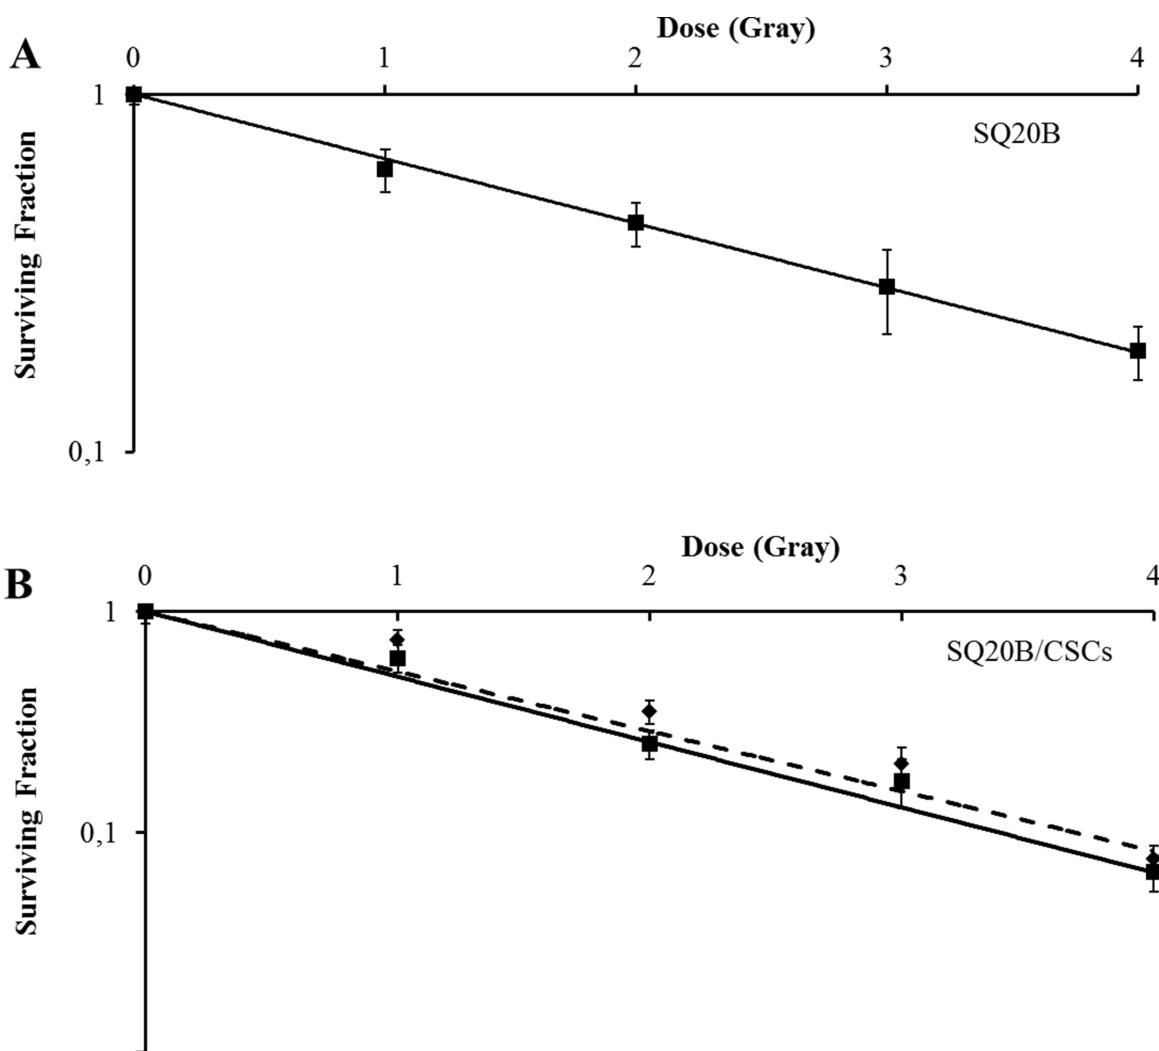 A
Dose (Gray)
0 1 2 3 4
1
SQ20B
Surviving Fraction
0,1
B
Dose (Gray)
0 1 2 3 4
1
SQ20B/CSCs
Surviving Fraction
0,1